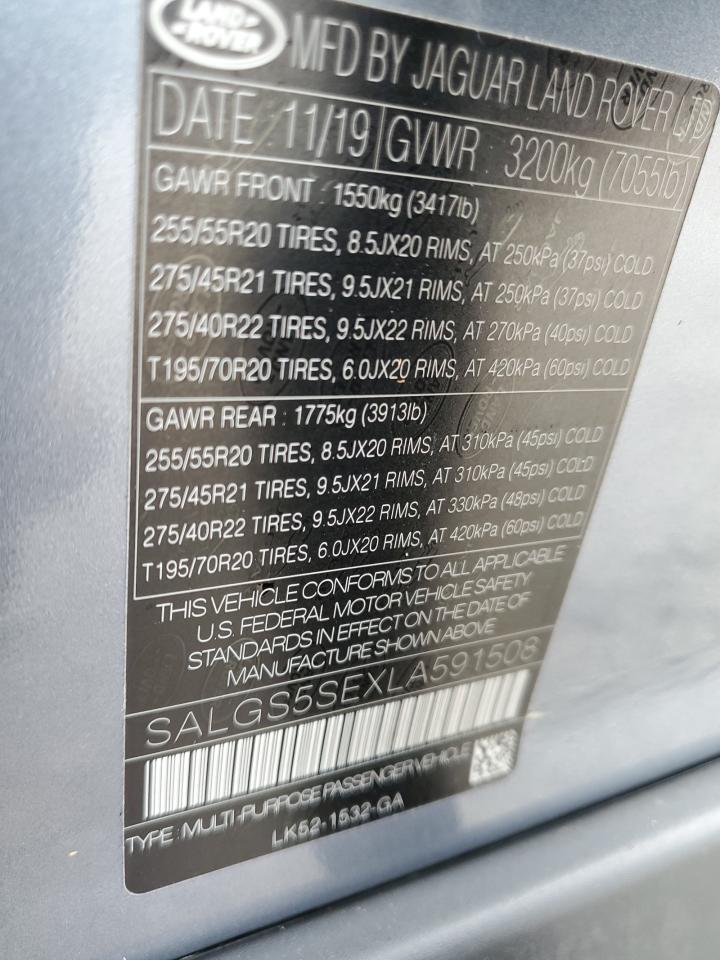 LAND
ROVER
MFD BY JAGUAR LAND ROVER LTD
DATE : 11/19 GVWR : 3200kg (7055lb)
GAWR FRONT : 1550kg (3417lb)
255/55R20 TIRES, 8.5JX20 RIMS, AT 250kPa (37psi) COLD
275/45R21 TIRES, 9.5JX21 RIMS, AT 250kPa (37psi) COLD
275/40R22 TIRES, 9.5JX22 RIMS, AT 270kPa (40psi) COLD
T195/70R20 TIRES, 6.0JX20 RIMS, AT 420kPa (60psi) COLD
GAWR REAR : 1775kg (3913lb)
255/55R20 TIRES, 8.5JX20 RIMS, AT 310kPa (45psi) COLD
275/45R21 TIRES, 9.5JX21 RIMS, AT 310kPa (45psi) COLD
275/40R22 TIRES, 9.5JX22 RIMS, AT 330kPa (48psi) COLD
T195/70R20 TIRES, 6.0JX20 RIMS, AT 420kPa (60psi) COLD
THIS VEHICLE CONFORMS TO ALL APPLICABLE
U.S. FEDERAL MOTOR VEHICLE SAFETY
STANDARDS IN EFFECT ON THE DATE OF
MANUFACTURE SHOWN ABOVE
SALGS5SEXLA591508
TYPE : MULTI-PURPOSE PASSENGER VEHICLE
LK52-1532-GA